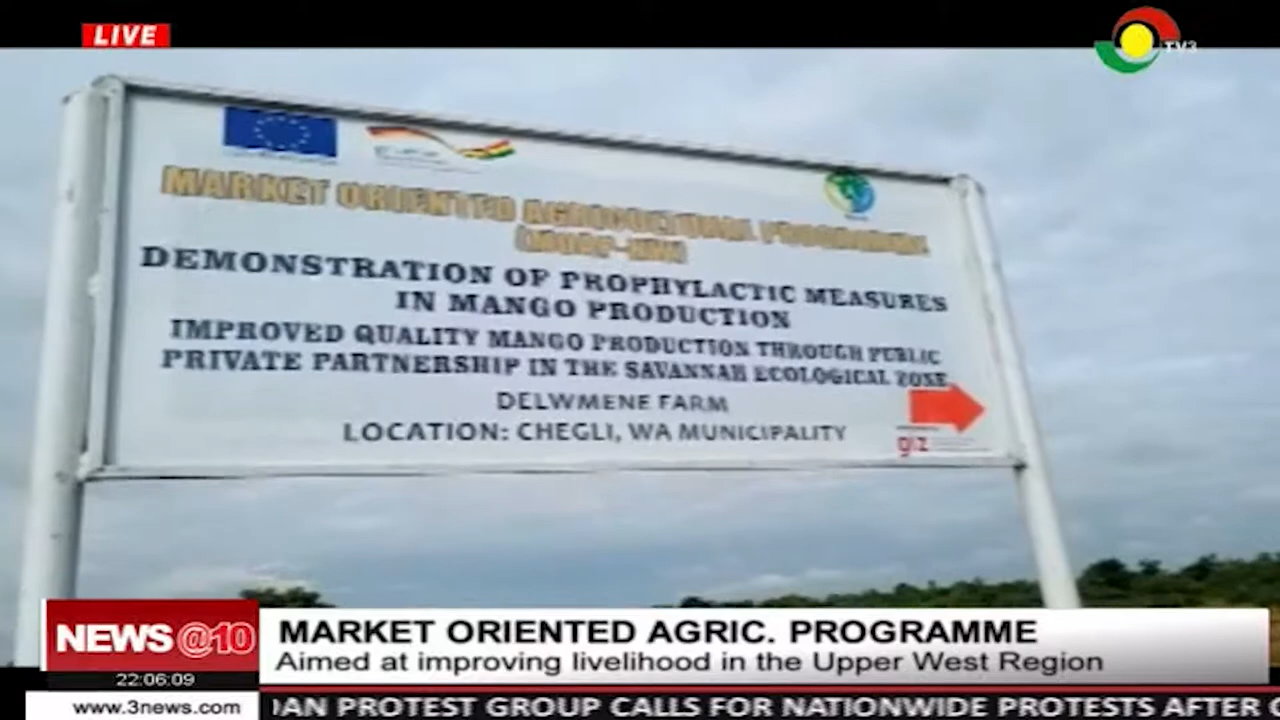 LIVE
TV3
MARKET ORIENTED AGRICULTURAL PROGRAMME
DEMONSTRATION OF PROPHYLACTIC MEASURES
IN MANGO PRODUCTION
IMPROVED QUALITY MANGO PRODUCTION THROUGH PUBLIC
PRIVATE PARTNERSHIP IN THE SAVANNAH ECOLOGICAL ZONE
DELWMENE FARM
LOCATION: CHEGLI, WA MUNICIPALITY
giz
NEWS @10
MARKET ORIENTED AGRIC. PROGRAMME
Aimed at improving livelihood in the Upper West Region
22:06:09
www.3news.com
PROTEST GROUP CALLS FOR NATIONWIDE PROTESTS AFTER